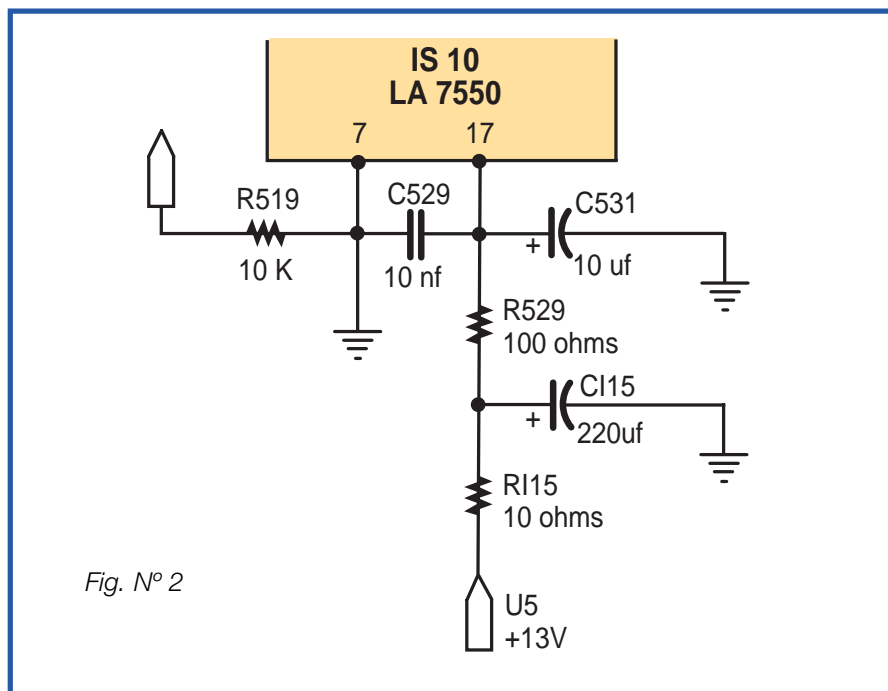 IS 10
LA 7550
7 17
R519
10 K
C529
10 nf
C531
+
10 uf
R529
100 ohms
CI15
+
220uf
RI15
10 ohms
U5
+13V
Fig. Nº 2